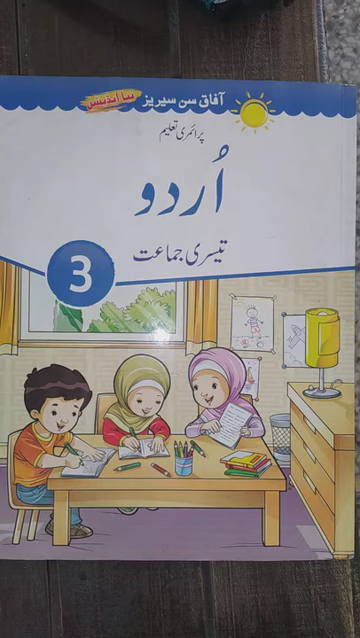 آفاق سن سیریز نیا ایڈیشن
پرائمری تعلیم
اُردو
تیسری جماعت
3